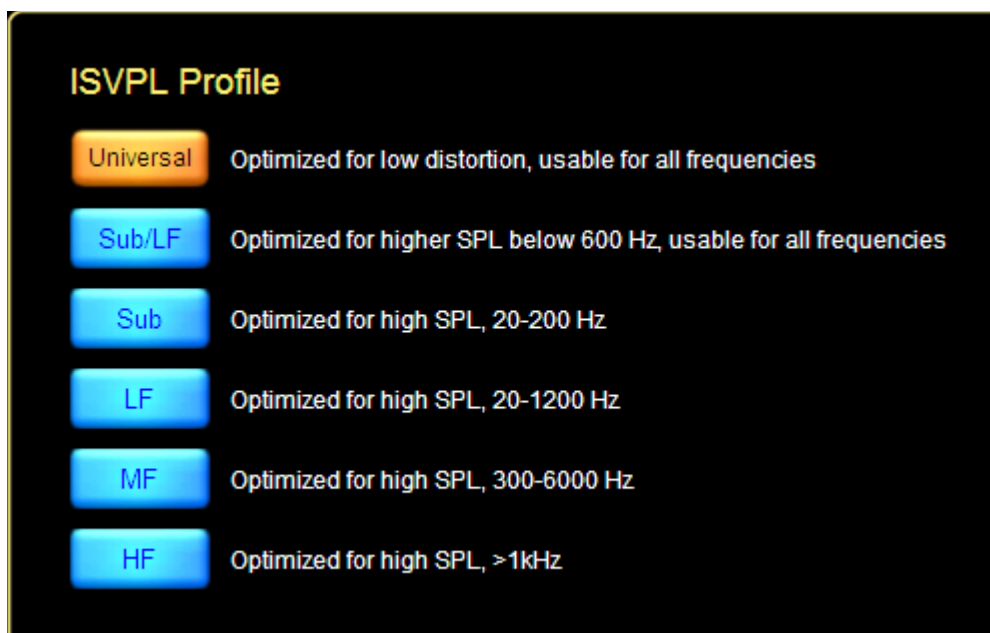 ISVPL Profile
Universal Optimized for low distortion, usable for all frequencies
Sub/LF Optimized for higher SPL below 600 Hz, usable for all frequencies
Sub Optimized for high SPL, 20-200 Hz
LF Optimized for high SPL, 20-1200 Hz
MF Optimized for high SPL, 300-6000 Hz
HF Optimized for high SPL, >1kHz